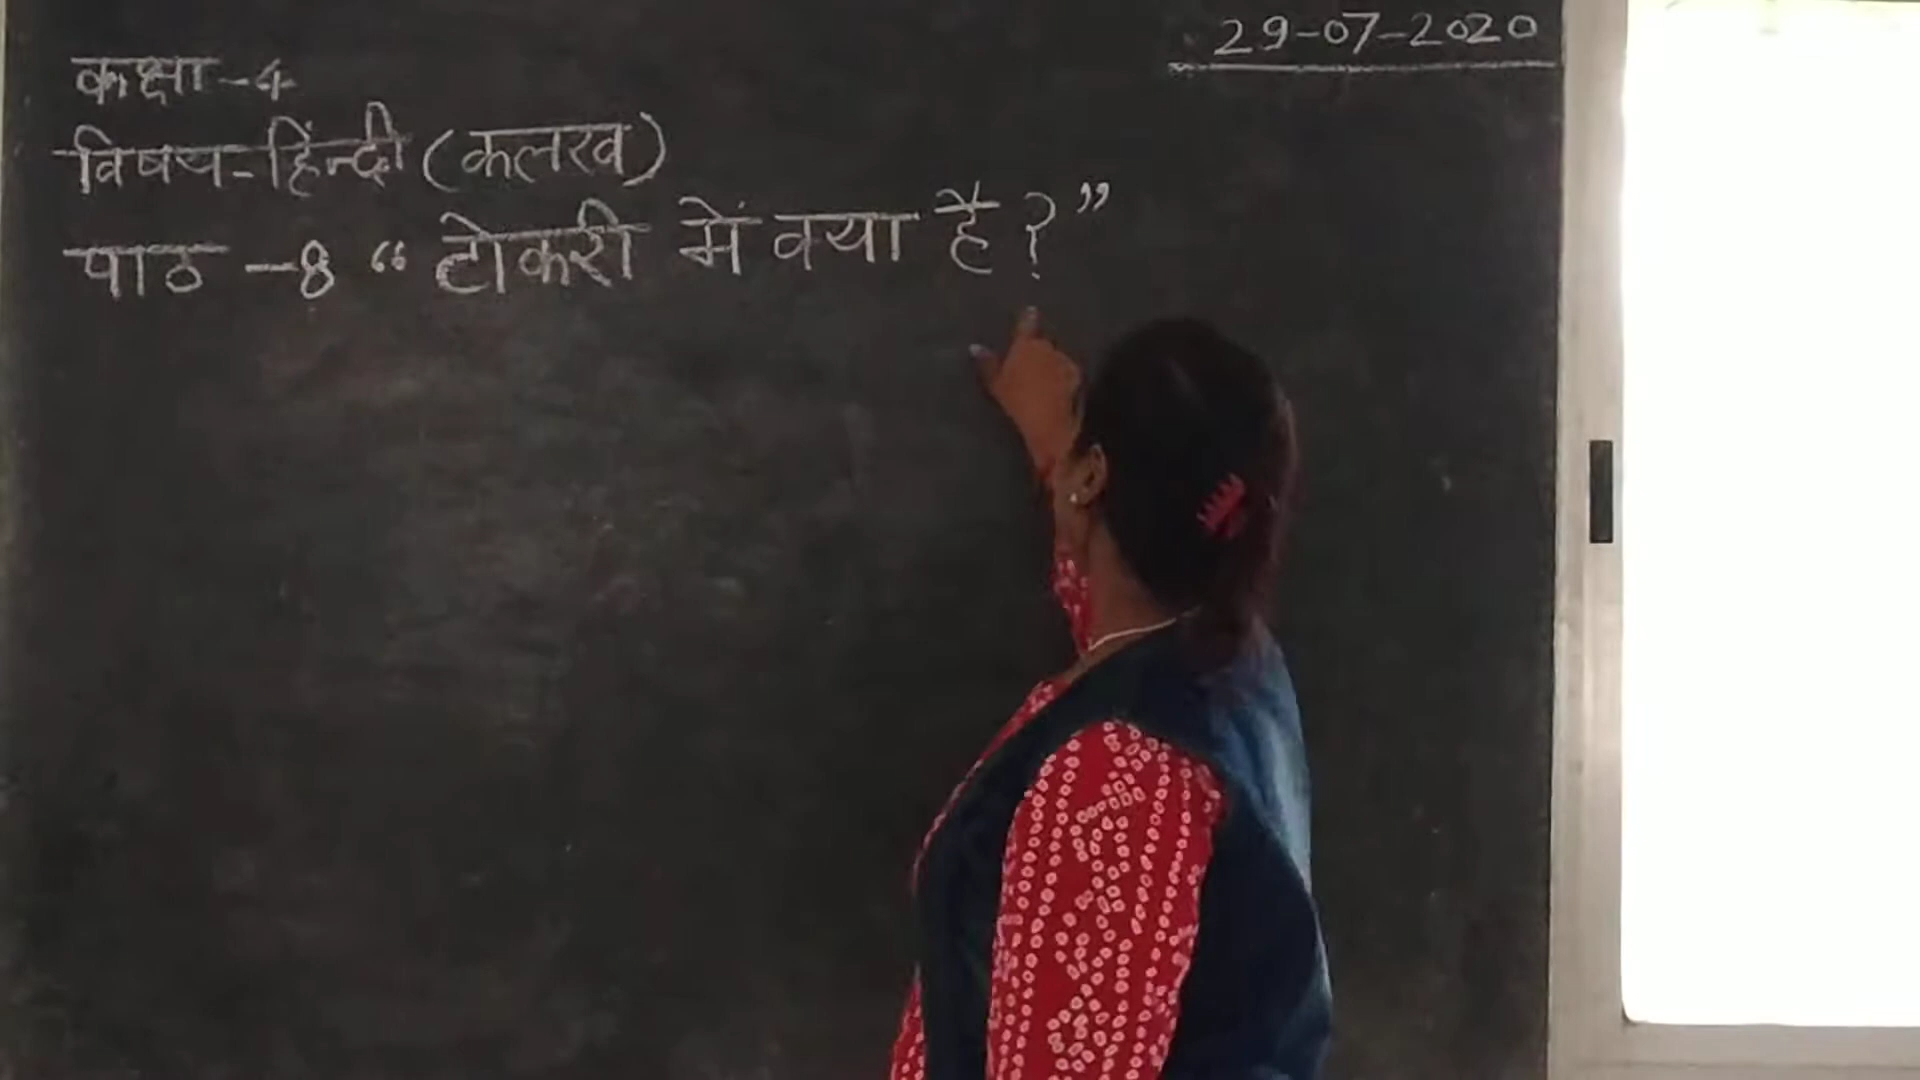 29-07-2020
कक्षा-4
विषय-हिंन्दी (कलरव)
पाठ -8 “ टोकरी में क्या है ? ”